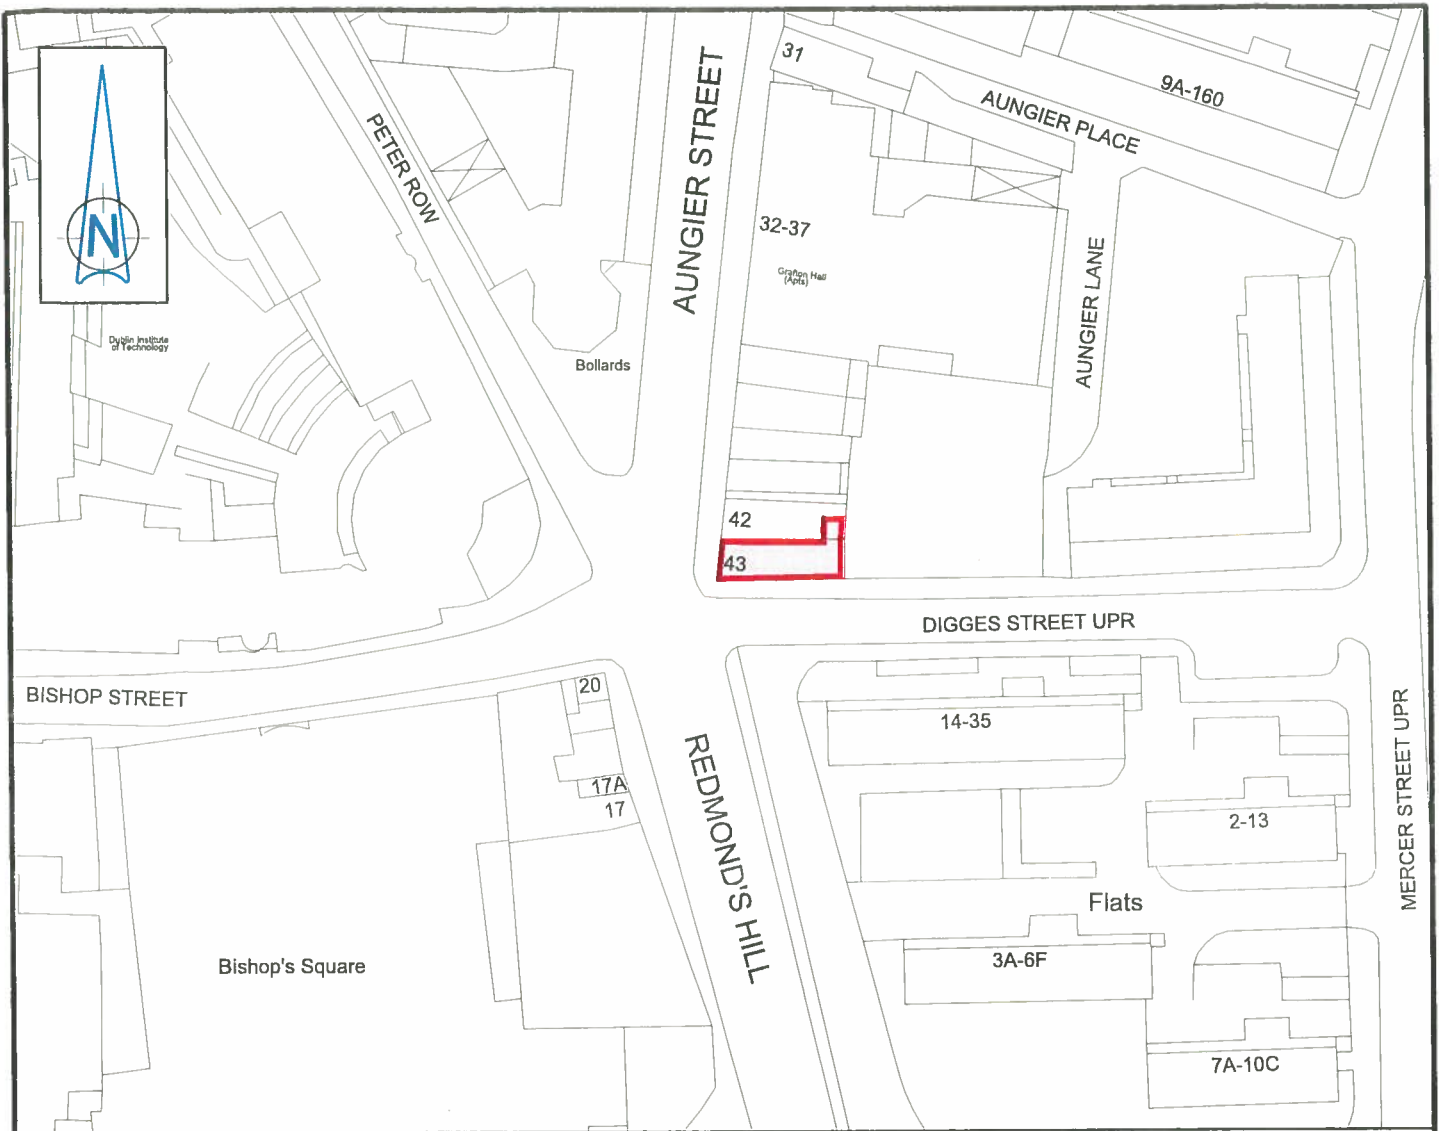 31
9A-160
AUNGIER PLACE
AUNGIER STREET
PETER ROW
N
32-37
Grafton Hall
(Apts)
AUNGIER LANE
Dublin Institute
of Technology
Bollards
42
43
DIGGES STREET UPR
BISHOP STREET
20
14-35
17A
17
REDMOND'S HILL
2-13
MERCER STREET UPR
Flats
Bishop's Square
3A-6F
7A-10C